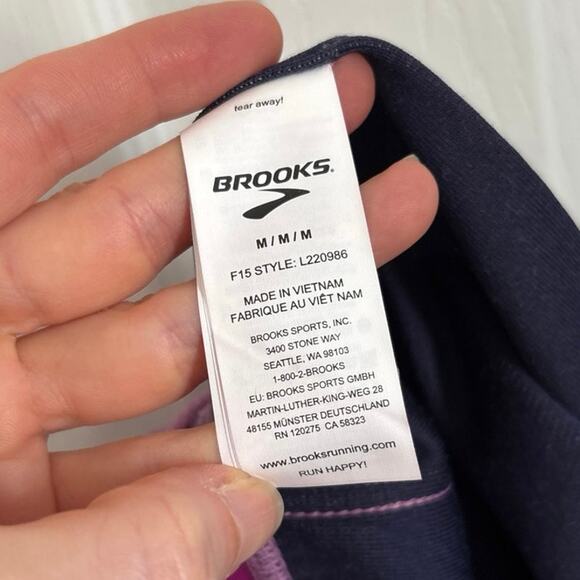 tear away!
BROOKS®
M / M / M
F15 STYLE: L220986
MADE IN VIETNAM
FABRIQUE AU VIÊT NAM
BROOKS SPORTS, INC.
3400 STONE WAY
SEATTLE, WA 98103
1-800-2-BROOKS
EU: BROOKS SPORTS GMBH
MARTIN-LUTHER-KING-WEG 28
48155 MÜNSTER DEUTSCHLAND
RN 120275 CA 58323
www.brooksrunning.com
RUN HAPPY!